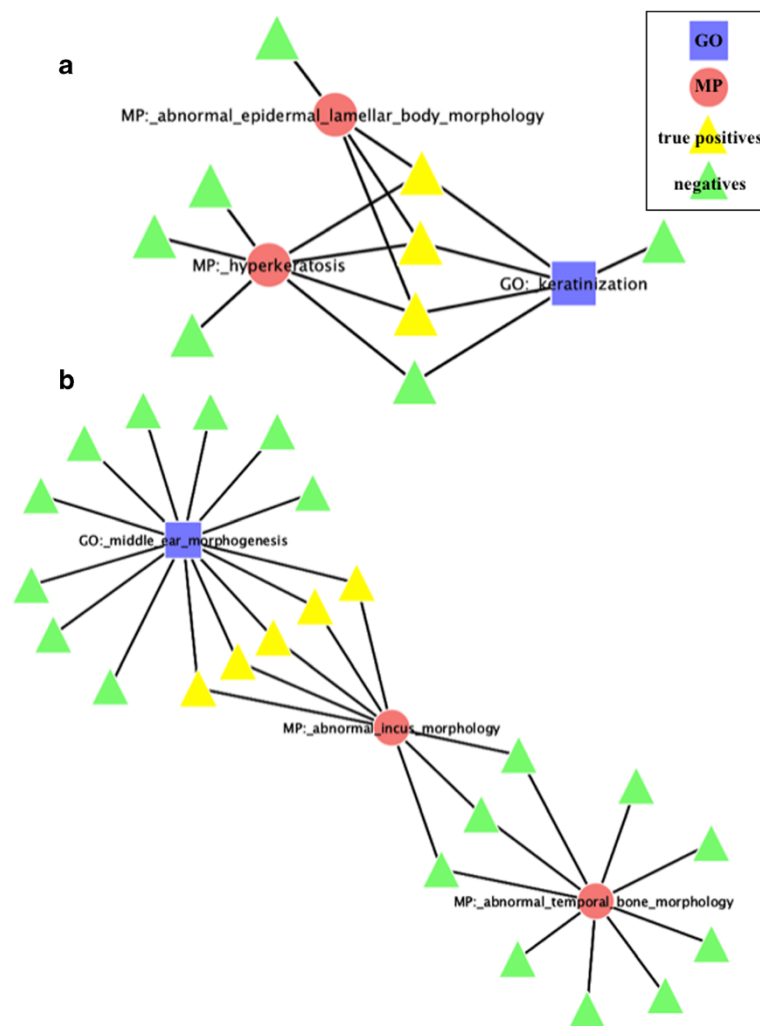 a
GO
MP
true positives
negatives
MP:_abnormal_epidermal_lamellar_body_morphology
MP:_hyperkeratosis
GO:_keratinization
b
GO:_middle_ear_morphogenesis
MP:_abnormal_incus_morphology
MP:_abnormal_temporal_bone_morphology